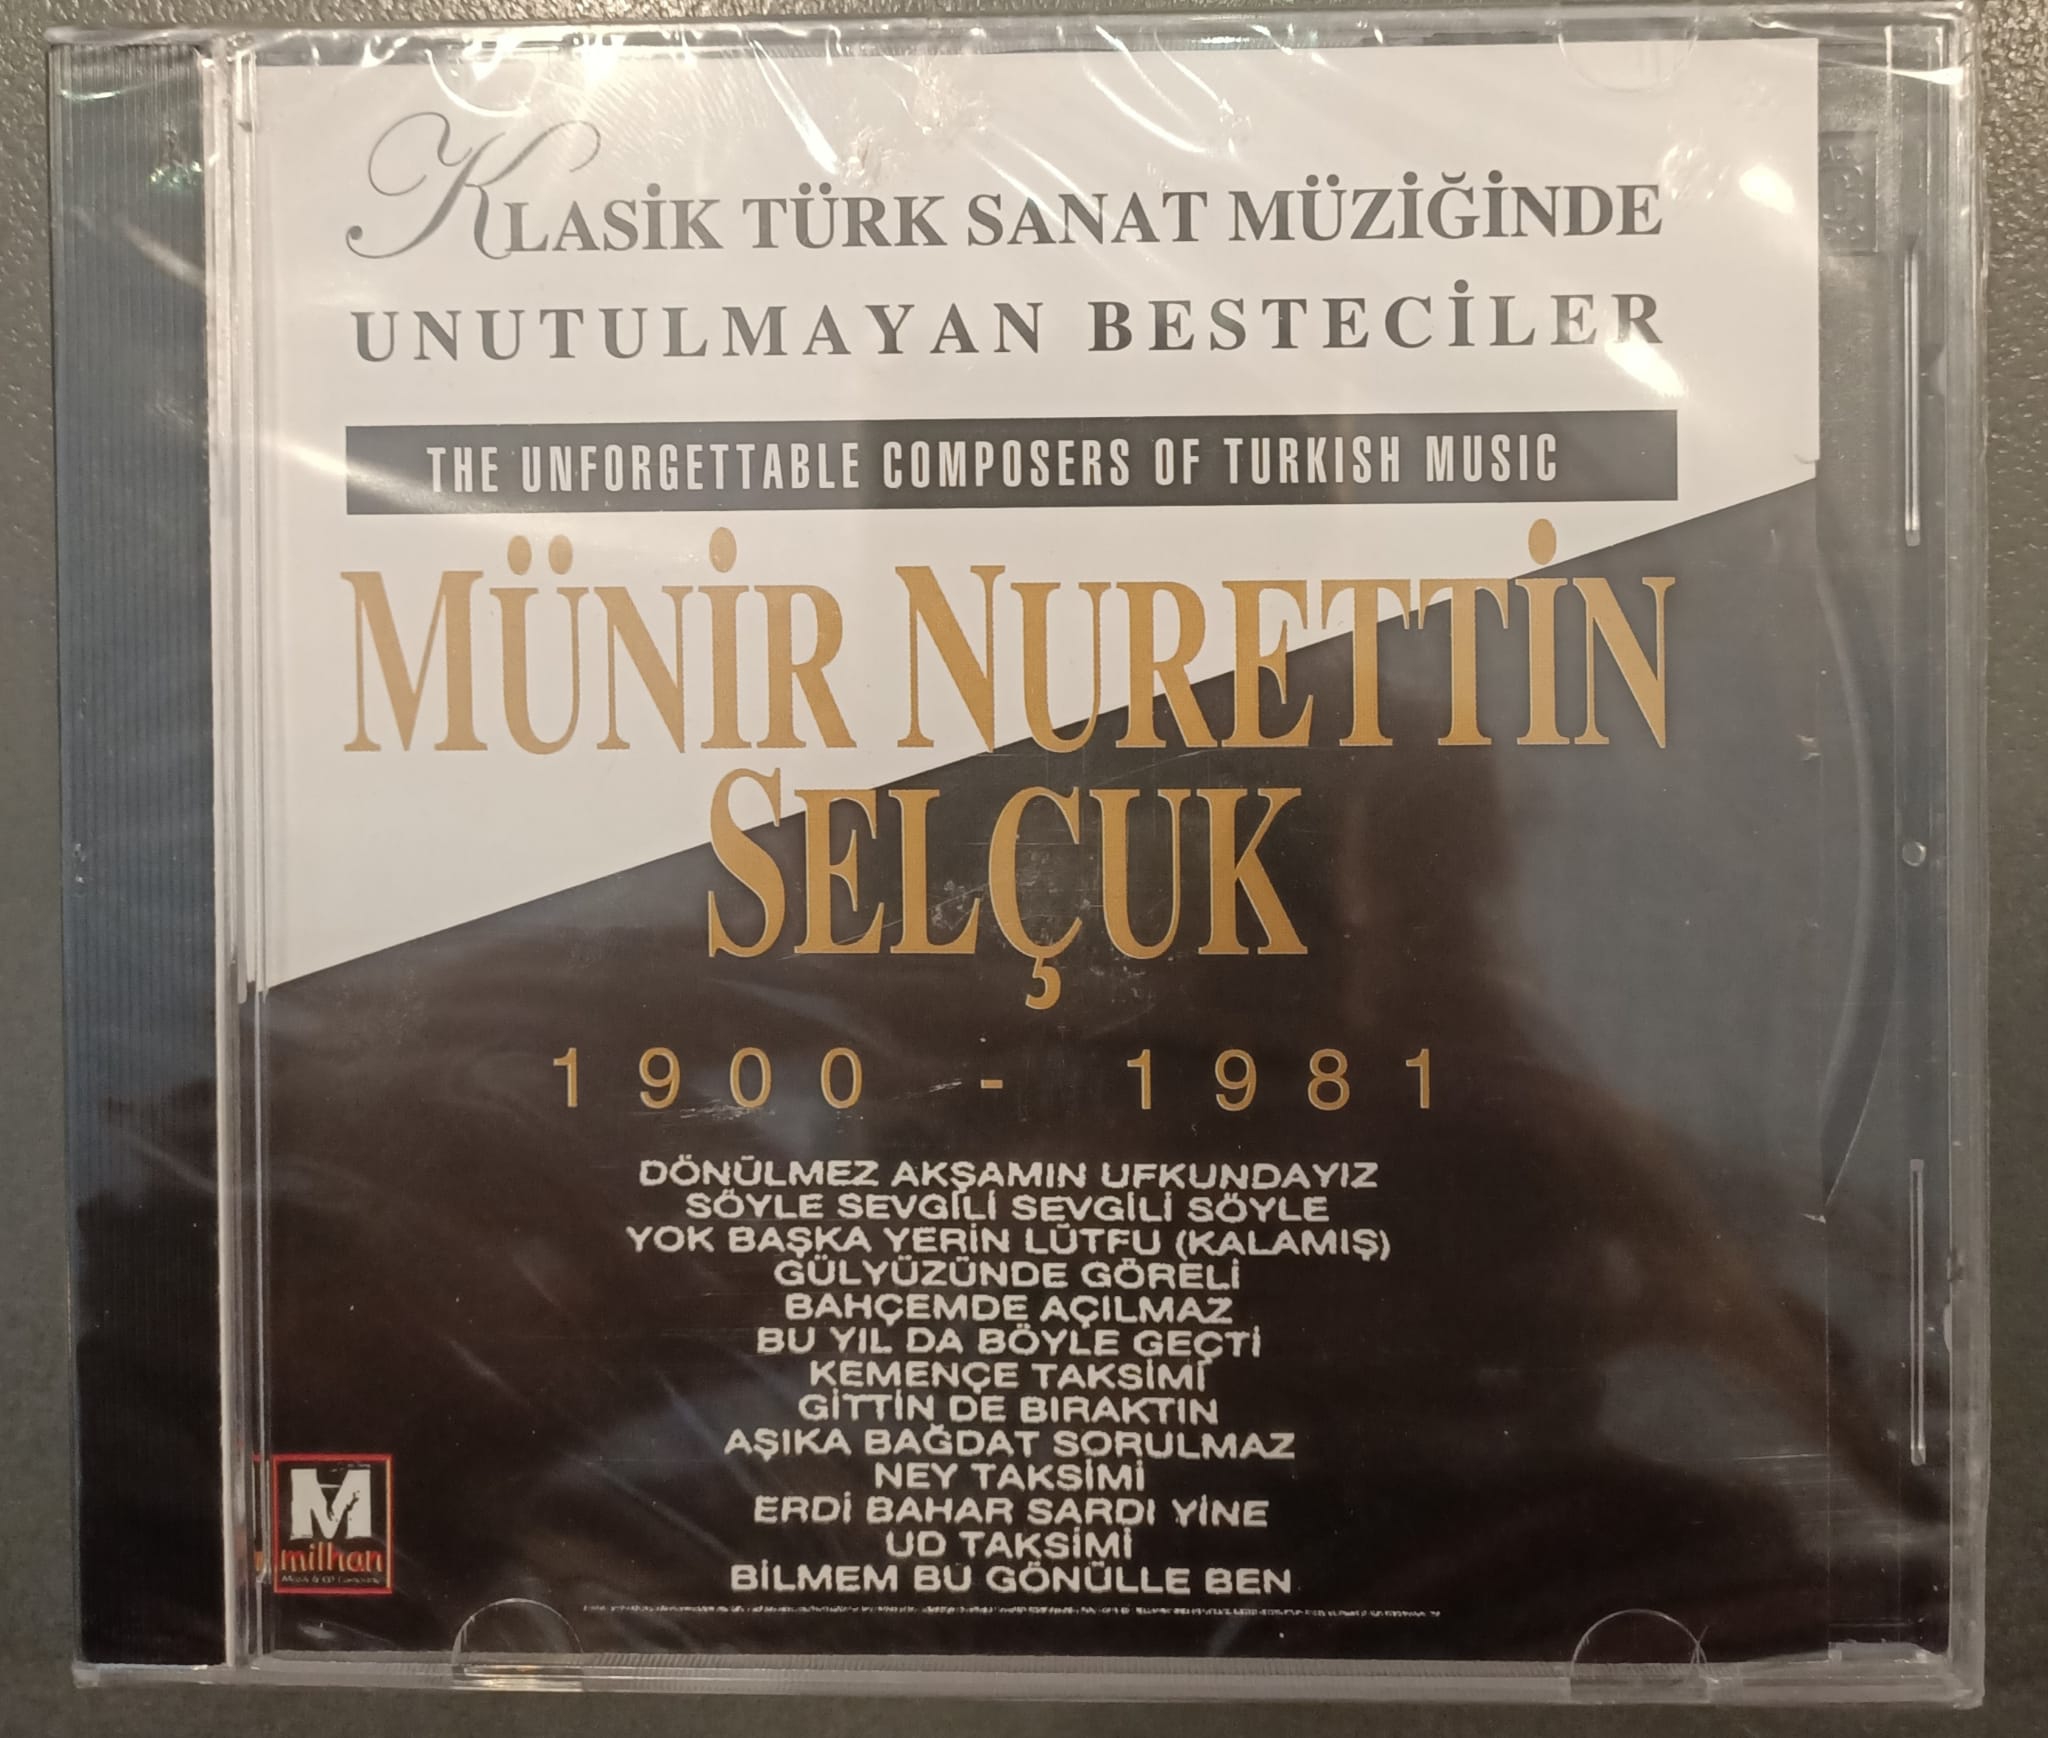 KLASİK TÜRK SANAT MÜZİĞİNDE
UNUTULMAYAN BESTECİLER
THE UNFORGETTABLE COMPOSERS OF TURKISH MUSIC
MÜNİR NURETTİN
SELÇUK
1900 - 1981
DÖNÜLMEZ AKŞAMIN UFKUNDAYIZ
SÖYLE SEVGİLİ SEVGİLİ SÖYLE
YOK BAŞKA YERİN LÜTFU (KALAMIŞ)
GÜLYÜZÜNDE GÖRELİ
BAHÇEMDE AÇILMAZ
BU YIL DA BÖYLE GEÇTİ
KEMENÇE TAKSİMİ
GİTTİN DE BIRAKTIN
AŞIKA BAĞDAT SORULMAZ
NEY TAKSİMİ
ERDİ BAHAR SARDI YİNE
UD TAKSİMİ
BİLMEM BU GÖNÜLLE BEN
M
milhan